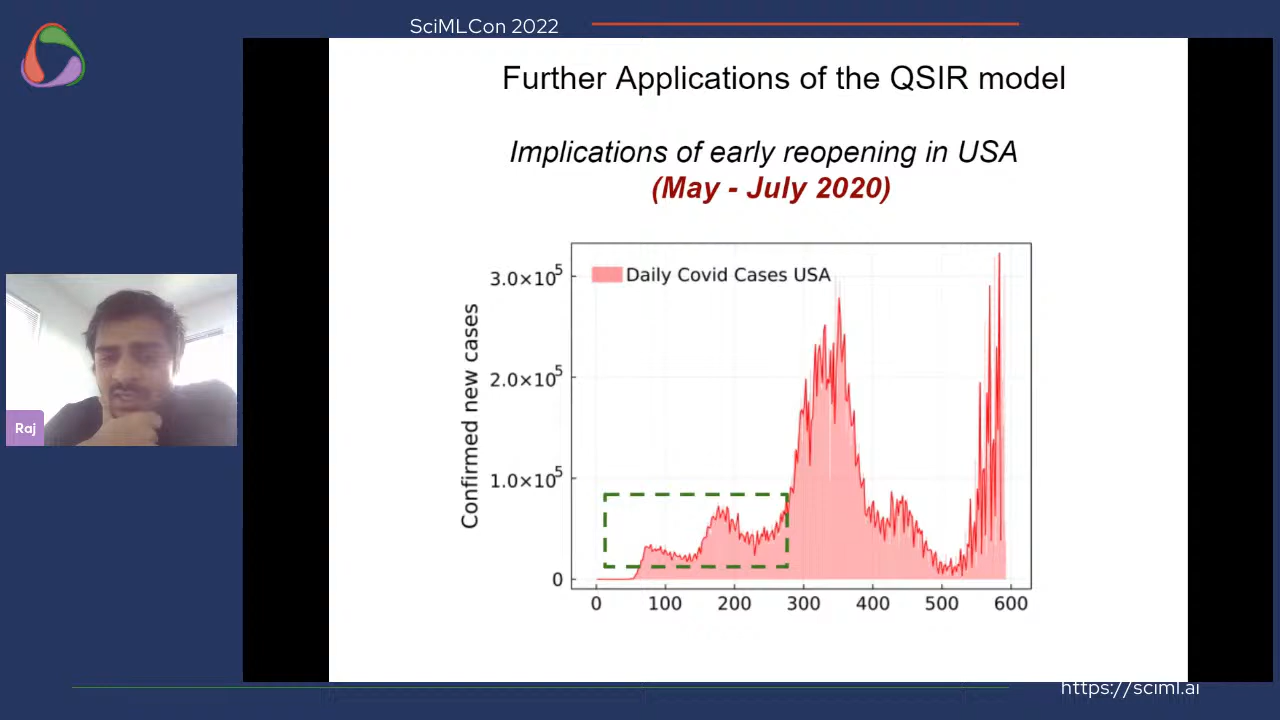 SciMLCon 2022
Further Applications of the QSIR model
Implications of early reopening in USA
(May - July 2020)
Daily Covid Cases USA
Confirmed new cases
3.0×10⁵
2.0×10⁵
1.0×10⁵
0
0 100 200 300 400 500 600
Raj
https://sciml.ai